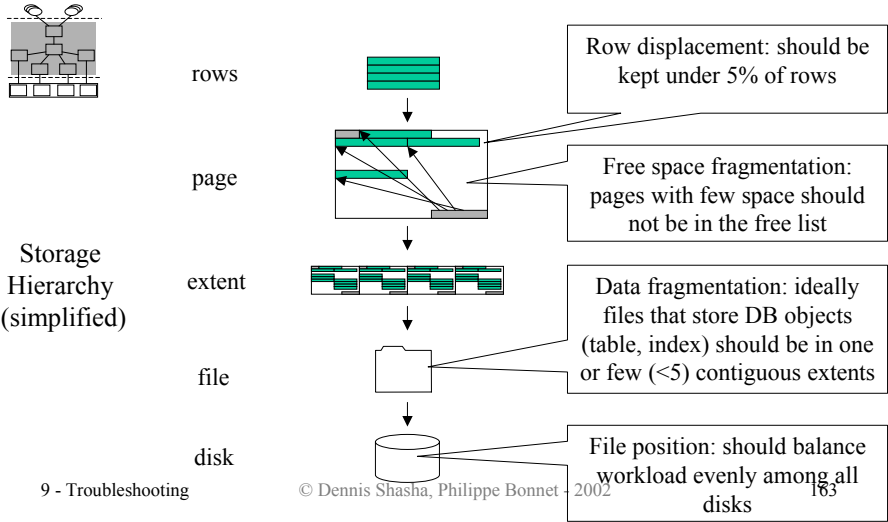 rows
Row displacement: should be
kept under 5% of rows
page
Free space fragmentation:
pages with few space should
not be in the free list
Storage
Hierarchy
(simplified)
extent
Data fragmentation: ideally
files that store DB objects
(table, index) should be in one
or few (<5) contiguous extents
file
disk
File position: should balance
workload evenly among all
disks
9 - Troubleshooting
© Dennis Shasha, Philippe Bonnet - 2002
163